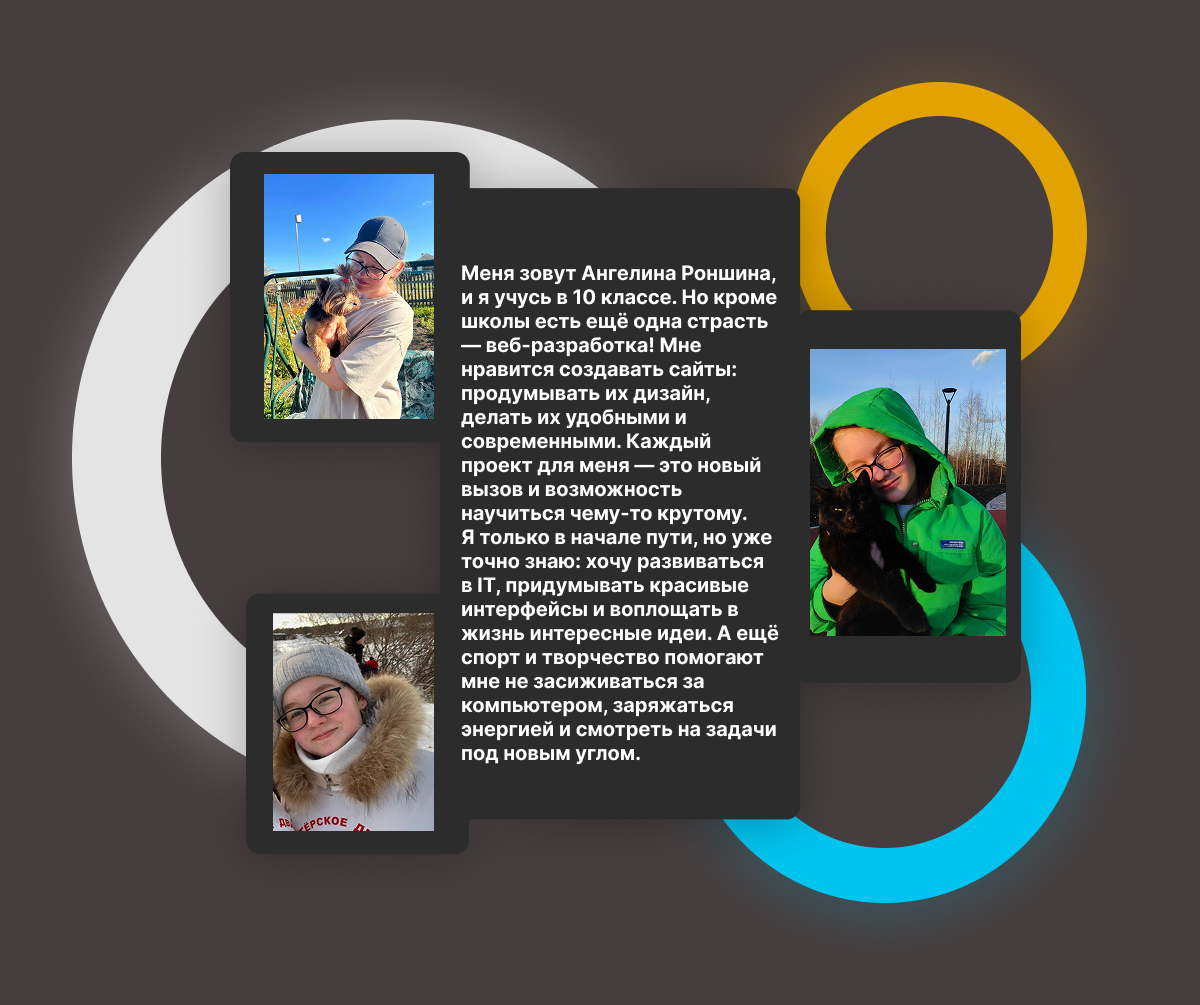 Меня зовут Ангелина Роншина,
и я учусь в 10 классе. Но кроме
школы есть ещё одна страсть
— веб-разработка! Мне
нравится создавать сайты:
продумывать их дизайн,
делать их удобными и
современными. Каждый
проект для меня — это новый
вызов и возможность
научиться чему-то крутому.
Я только в начале пути, но уже
точно знаю: хочу развиваться
в IT, придумывать красивые
интерфейсы и воплощать в
жизнь интересные идеи. А ещё
спорт и творчество помогают
мне не засиживаться за
компьютером, заряжаться
энергией и смотреть на задачи
под новым углом.